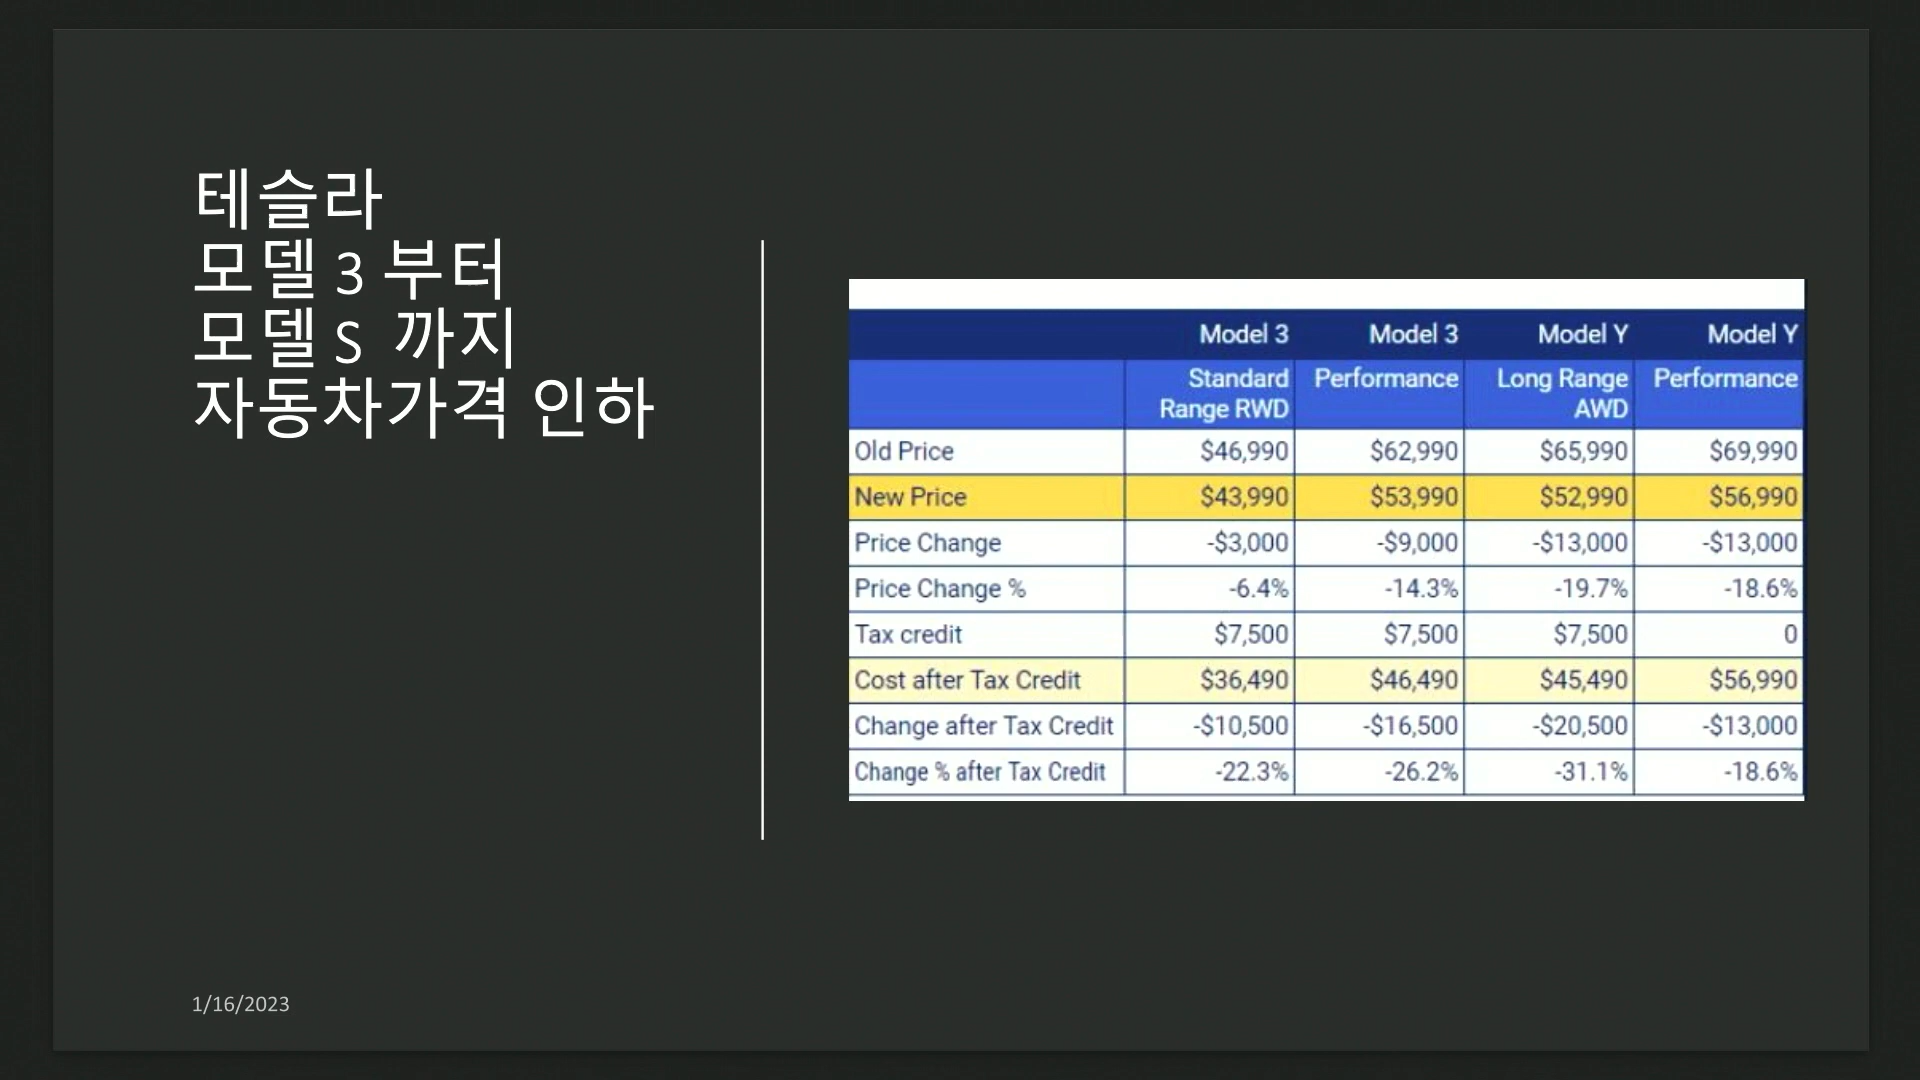 테슬라
모델 3 부터
모델 S 까지
자동차가격 인하
Model 3 Model 3 Model Y Model Y
Standard Range RWD Performance Long Range AWD Performance
Old Price $46,990 $62,990 $65,990 $69,990
New Price $43,990 $53,990 $52,990 $56,990
Price Change -$3,000 -$9,000 -$13,000 -$13,000
Price Change % -6.4% -14.3% -19.7% -18.6%
Tax credit $7,500 $7,500 $7,500 0
Cost after Tax Credit $36,490 $46,490 $45,490 $56,990
Change after Tax Credit -$10,500 -$16,500 -$20,500 -$13,000
Change % after Tax Credit -22.3% -26.2% -31.1% -18.6%
1/16/2023